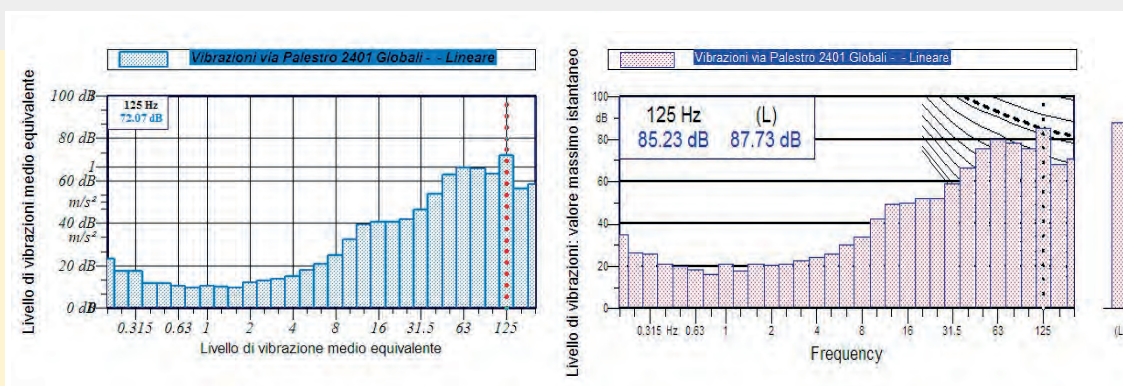 Vibrazioni via Palestro 2401 Globali - - Lineare
Livello di vibrazioni medio equivalente
100 dB
80 dB
1
60 dB
m/s²
40 dB
m/s²
20 dB
0 dB
125 Hz
72.07 dB
0.315 0.63 1 2 4 8 16 31.5 63 125
Livello di vibrazione medio equivalente
Vibrazioni via Palestro 2401 Globali - - Lineare
Livello di vibrazioni: valore massimo istantaneo
100
dB
80
60
40
20
0
125 Hz (L)
85.23 dB 87.73 dB
0.315 Hz 0.63 1 2 4 8 16 31.5 63 125
Frequency
(L